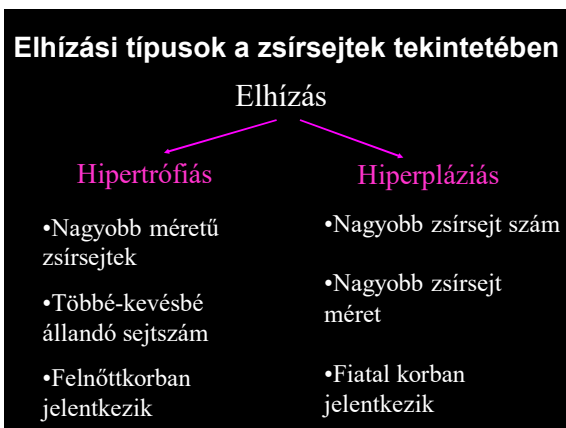 Elhízási típusok a zsírsejtek tekintetében
Elhízás
Hipertrófiás
•Nagyobb méretű
zsírsejtek
•Többé-kevésbé
állandó sejtszám
•Felnőttkorban
jelentkezik
Hiperpláziás
•Nagyobb zsírsejt szám
•Nagyobb zsírsejt
méret
•Fiatal korban
jelentkezik